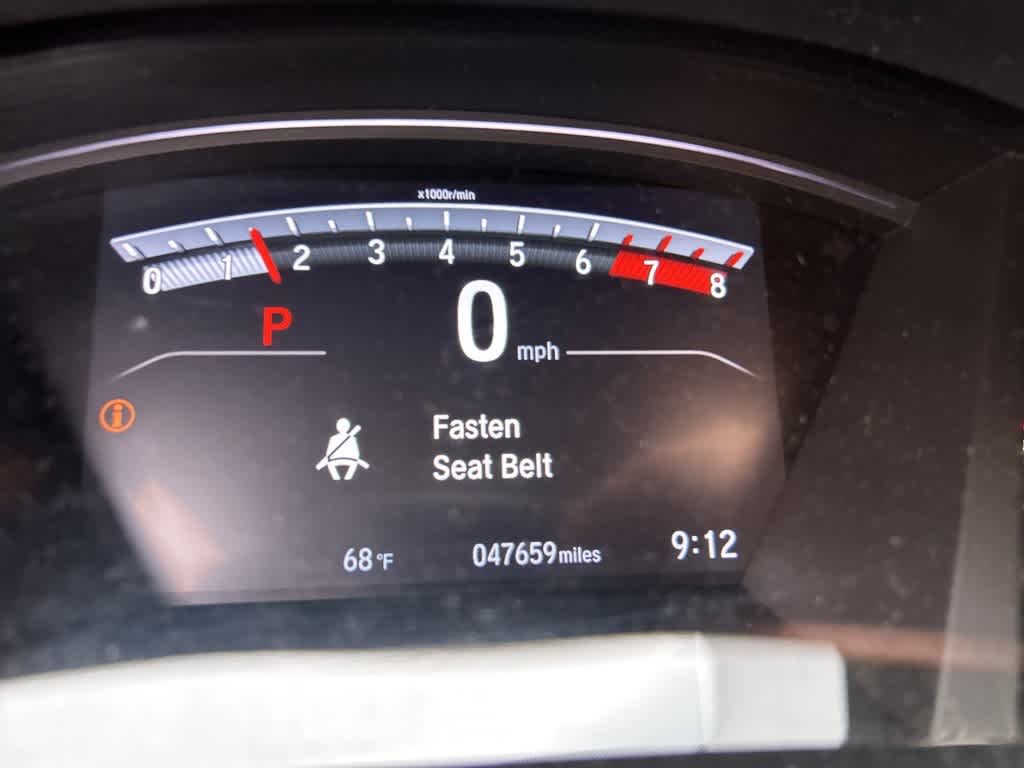 x1000r/min
0 1 2 3 4 5 6 7 8
P
0 mph
i
Fasten
Seat Belt
68°F 047659 miles 9:12